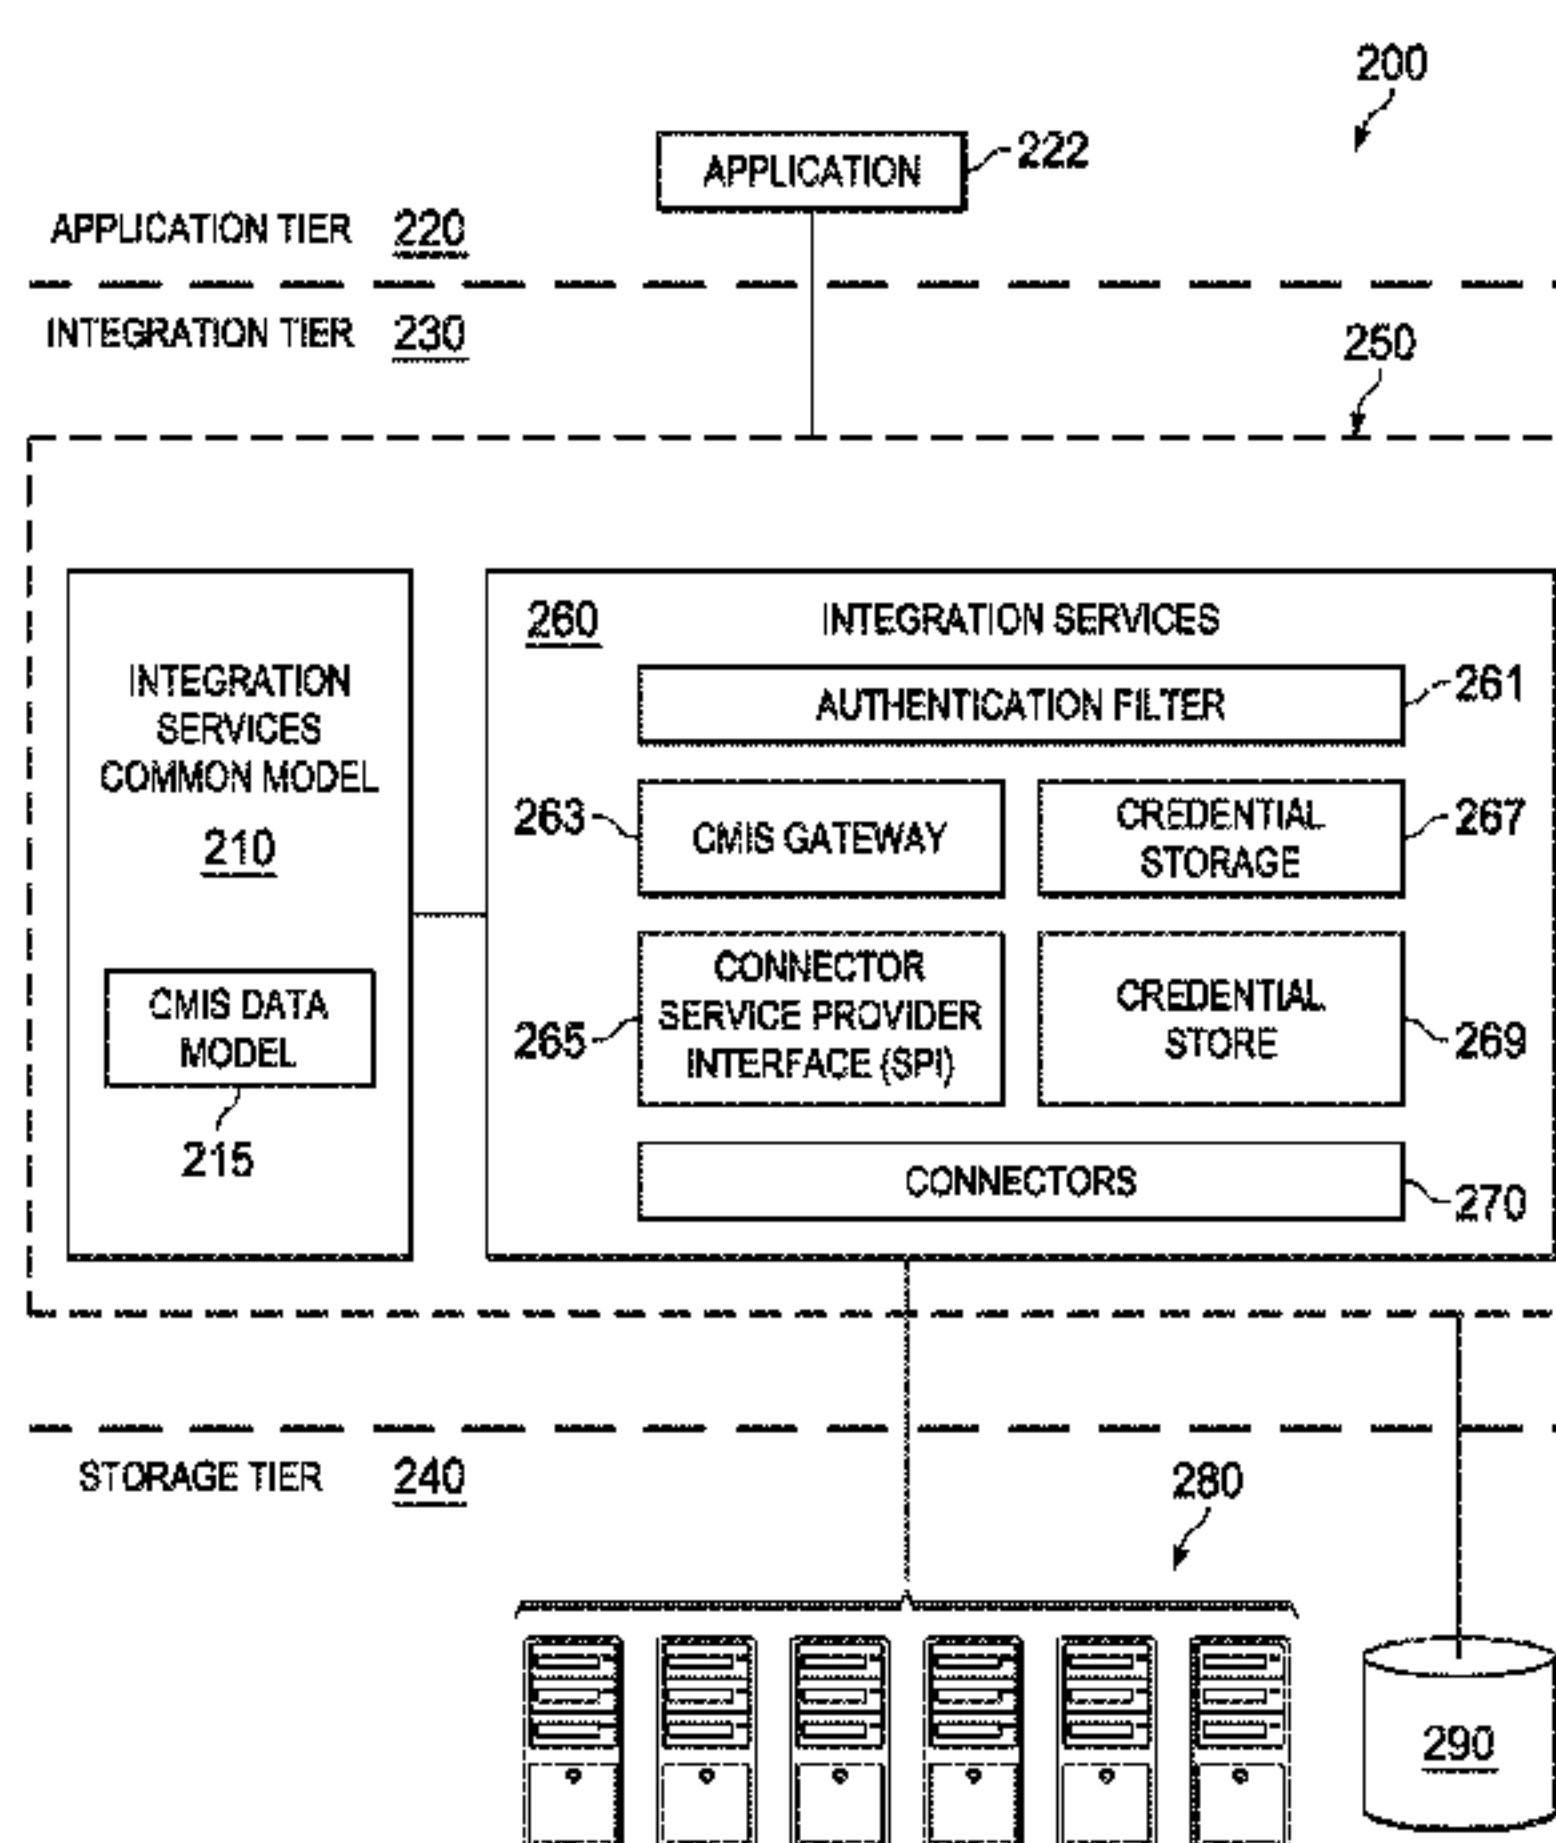 200
APPLICATION
222
APPLICATION TIER 220
INTEGRATION TIER 230
250
INTEGRATION
SERVICES
COMMON MODEL
210
CMIS DATA
MODEL
215
260
INTEGRATION SERVICES
AUTHENTICATION FILTER
261
263
CMIS GATEWAY
CREDENTIAL
STORAGE
267
265
CONNECTOR
SERVICE PROVIDER
INTERFACE (SPI)
CREDENTIAL
STORE
269
CONNECTORS
270
STORAGE TIER 240
280
290